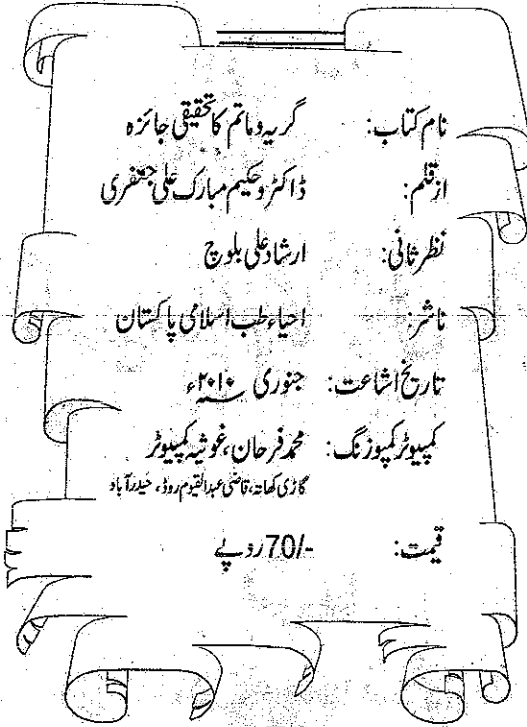 نام کتاب: گریہ و ماتم کا تحقیقی جائزہ
از قلم: ڈاکٹر و حکیم مبارک علی جعفری
نظر ثانی: ارشاد علی بلوچ
ناشر: احیاء طب اسلامی پاکستان
تاریخ اشاعت: جنوری ۲۰۱۰ء
کمپیوٹر کمپوزنگ: محمد فرحان، غوثیہ کمپیوٹر
گاڑی کھاتہ، قاضی عبدالقیوم روڈ، حیدرآباد
قیمت: -/70 روپے